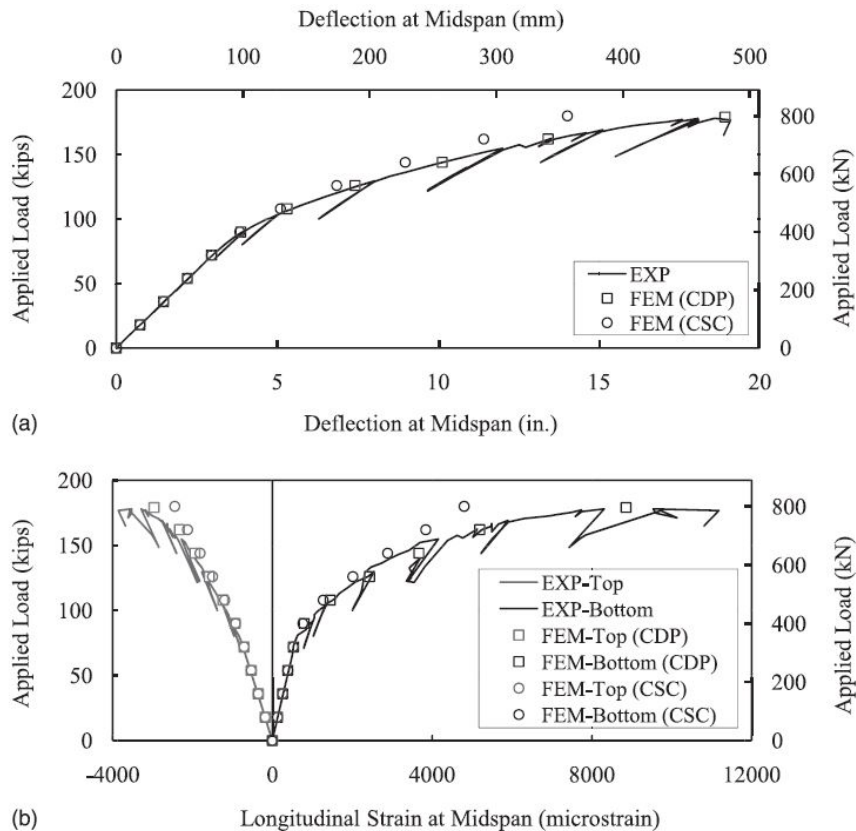 Deflection at Midspan (mm)
0 100 200 300 400 500
200
150
100
50
0
Applied Load (kips)
800
600
400
200
0
Applied Load (kN)
EXP
FEM (CDP)
FEM (CSC)
0 5 10 15 20
(a) Deflection at Midspan (in.)
200
150
100
50
0
Applied Load (kips)
800
600
400
200
0
Applied Load (kN)
EXP-Top
EXP-Bottom
FEM-Top (CDP)
FEM-Bottom (CDP)
FEM-Top (CSC)
FEM-Bottom (CSC)
-4000 0 4000 8000 12000
(b) Longitudinal Strain at Midspan (microstrain)